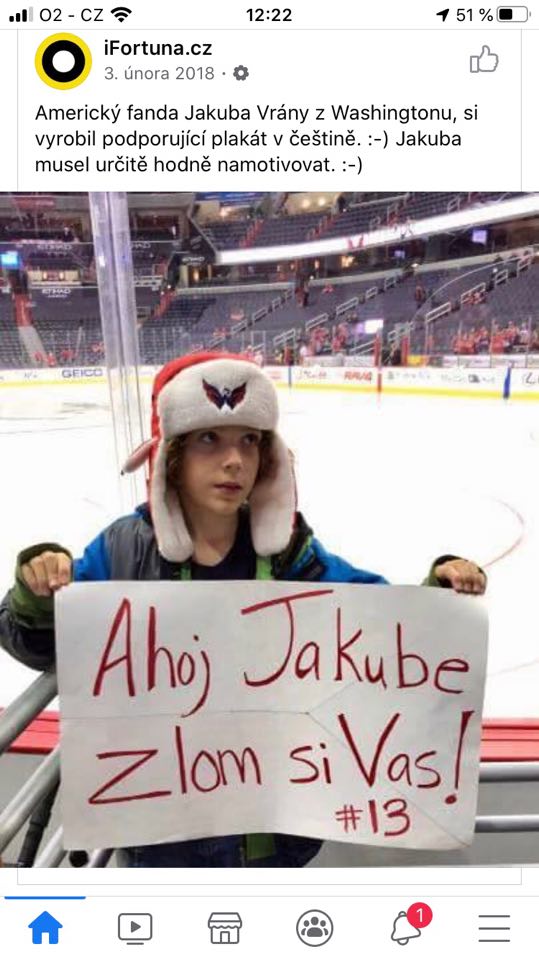 O2 - CZ
12:22
51 %
iFortuna.cz
3. února 2018 ·
Americký fanda Jakuba Vrány z Washingtonu, si
vyrobil podporující plakát v češtině. :-) Jakuba
musel určitě hodně namotivovat. :-)
GEICO
Ahoj Jakube
zlom si Vas!
#13
1